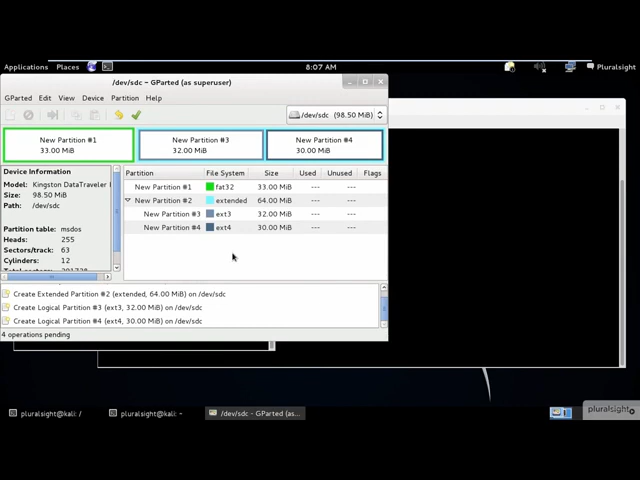 Applications Places 8:07 AM Pluralsight
/dev/sdc - GParted (as superuser)
GParted Edit View Device Partition Help
/dev/sdc (98.50 MiB)
New Partition #1 New Partition #3 New Partition #4
33.00 MiB 32.00 MiB 30.00 MiB
Device Information
Model: Kingston DataTraveler
Size: 98.50 MiB
Path: /dev/sdc
Partition table: msdos
Heads: 255
Sectors/track: 63
Cylinders: 12
Partition File System Size Used Unused Flags
New Partition #1 fat32 33.00 MiB --- ---
New Partition #2 extended 64.00 MiB --- ---
New Partition #3 ext3 32.00 MiB --- ---
New Partition #4 ext4 30.00 MiB --- ---
Create Extended Partition #2 (extended, 64.00 MiB) on /dev/sdc
Create Logical Partition #3 (ext3, 32.00 MiB) on /dev/sdc
Create Logical Partition #4 (ext4, 30.00 MiB) on /dev/sdc
4 operations pending
pluralsight@kali: / pluralsight@kali: ~ /dev/sdc - GParted (as...
pluralsight